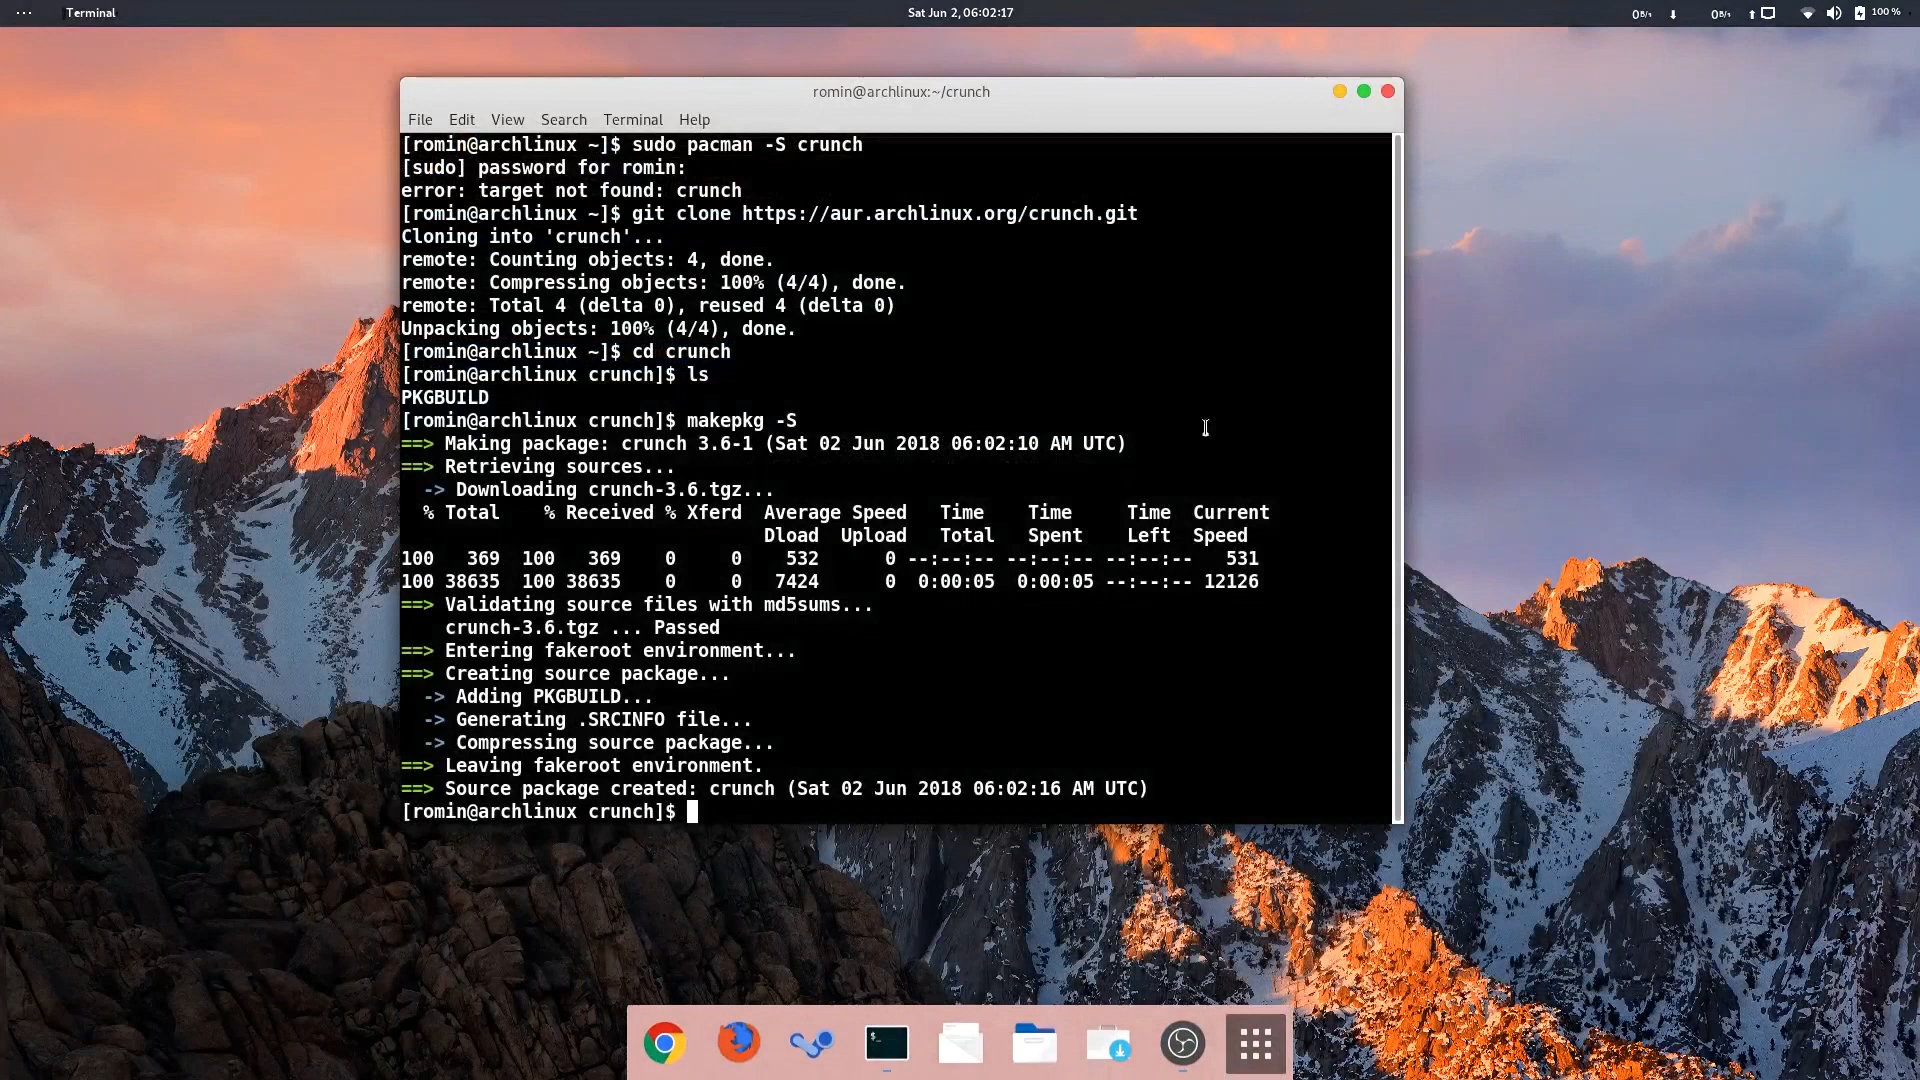 Terminal
Sat Jun 2, 06:02:17
0 B/s ⬇ 0 B/s ⬆ 100 %
romin@archlinux:~/crunch
File Edit View Search Terminal Help
[romin@archlinux ~]$ sudo pacman -S crunch
[sudo] password for romin:
error: target not found: crunch
[romin@archlinux ~]$ git clone https://aur.archlinux.org/crunch.git
Cloning into 'crunch'...
remote: Counting objects: 4, done.
remote: Compressing objects: 100% (4/4), done.
remote: Total 4 (delta 0), reused 4 (delta 0)
Unpacking objects: 100% (4/4), done.
[romin@archlinux ~]$ cd crunch
[romin@archlinux crunch]$ ls
PKGBUILD
[romin@archlinux crunch]$ makepkg -S
==> Making package: crunch 3.6-1 (Sat 02 Jun 2018 06:02:10 AM UTC)
==> Retrieving sources...
  -> Downloading crunch-3.6.tgz...
  % Total    % Received % Xferd  Average Speed   Time    Time     Time  Current
                                 Dload  Upload   Total   Spent    Left  Speed
100   369  100   369    0     0    532      0 --:--:-- --:--:-- --:--:--   531
100 38635  100 38635    0     0   7424      0  0:00:05  0:00:05 --:--:-- 12126
==> Validating source files with md5sums...
    crunch-3.6.tgz ... Passed
==> Entering fakeroot environment...
==> Creating source package...
  -> Adding PKGBUILD...
  -> Generating .SRCINFO file...
  -> Compressing source package...
==> Leaving fakeroot environment.
==> Source package created: crunch (Sat 02 Jun 2018 06:02:16 AM UTC)
[romin@archlinux crunch]$
$_